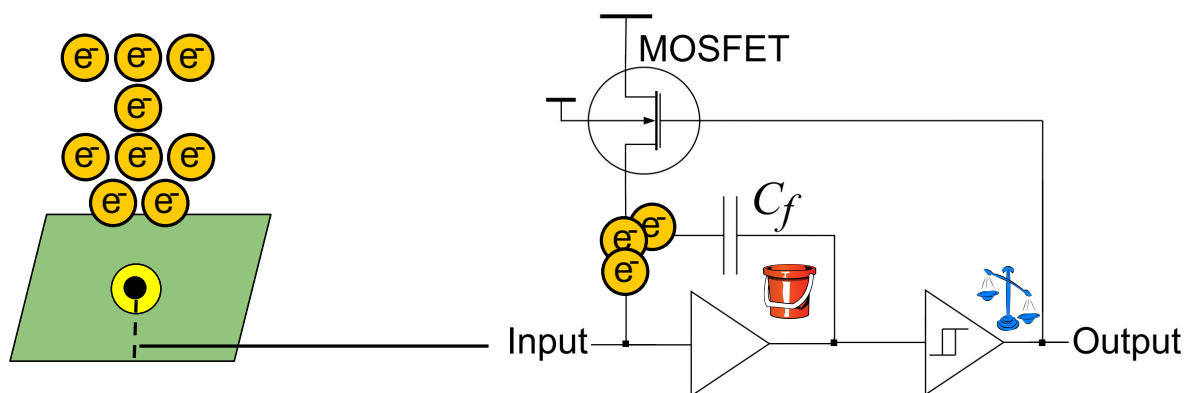 e⁻ e⁻ e⁻
e⁻
e⁻ e⁻ e⁻
e⁻ e⁻
MOSFET
C_f
e⁻
e⁻
e⁻
Input
Output